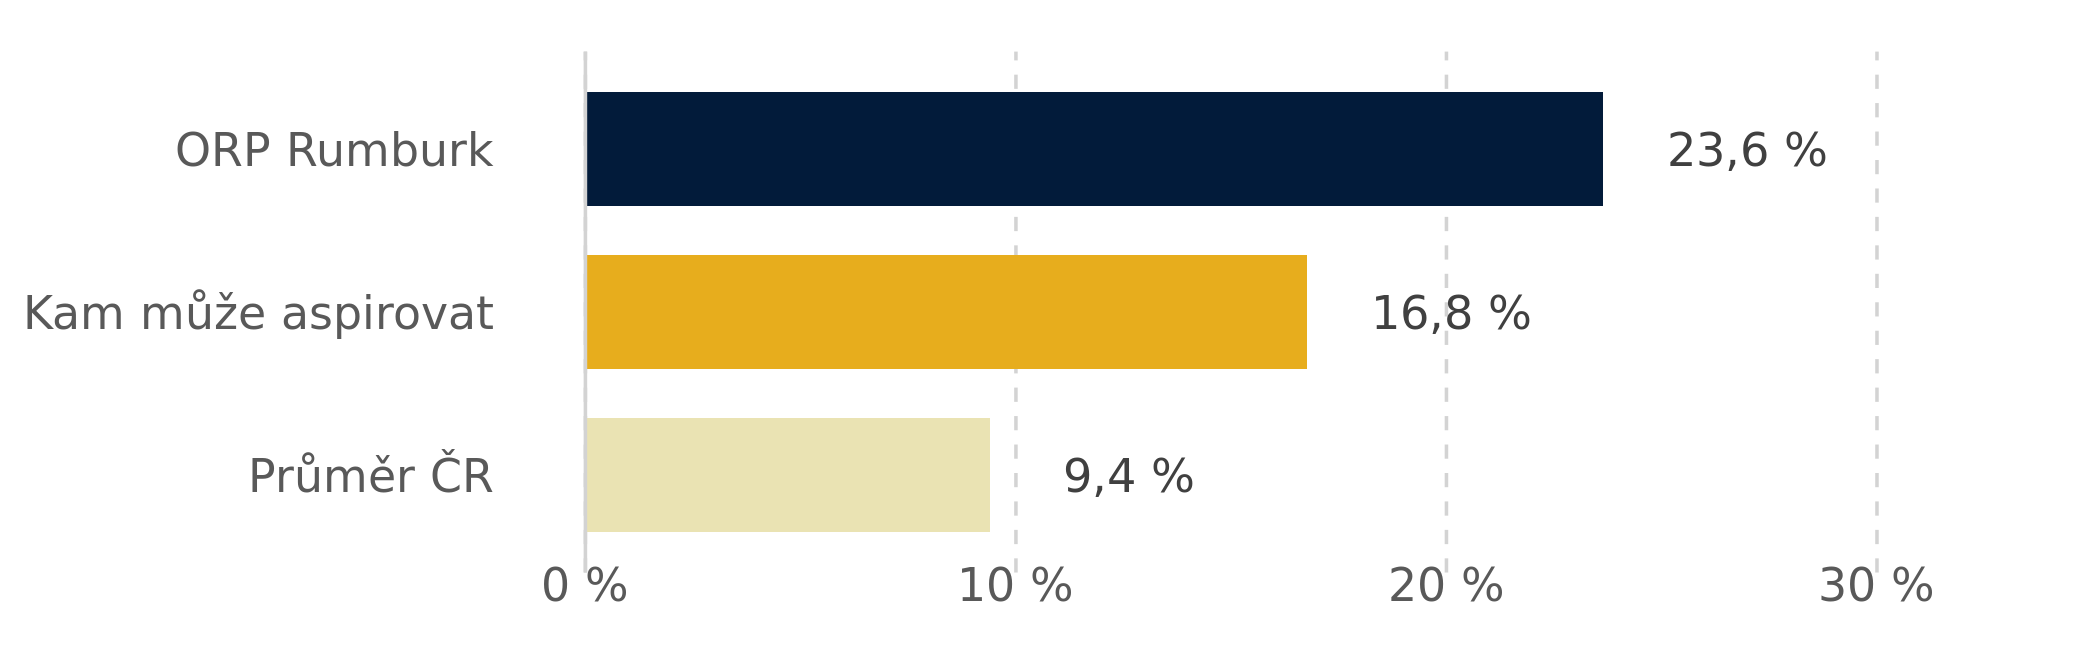 ORP Rumburk
23,6 %
Kam může aspirovat
16,8 %
Průměr ČR
9,4 %
0 %
10 %
20 %
30 %